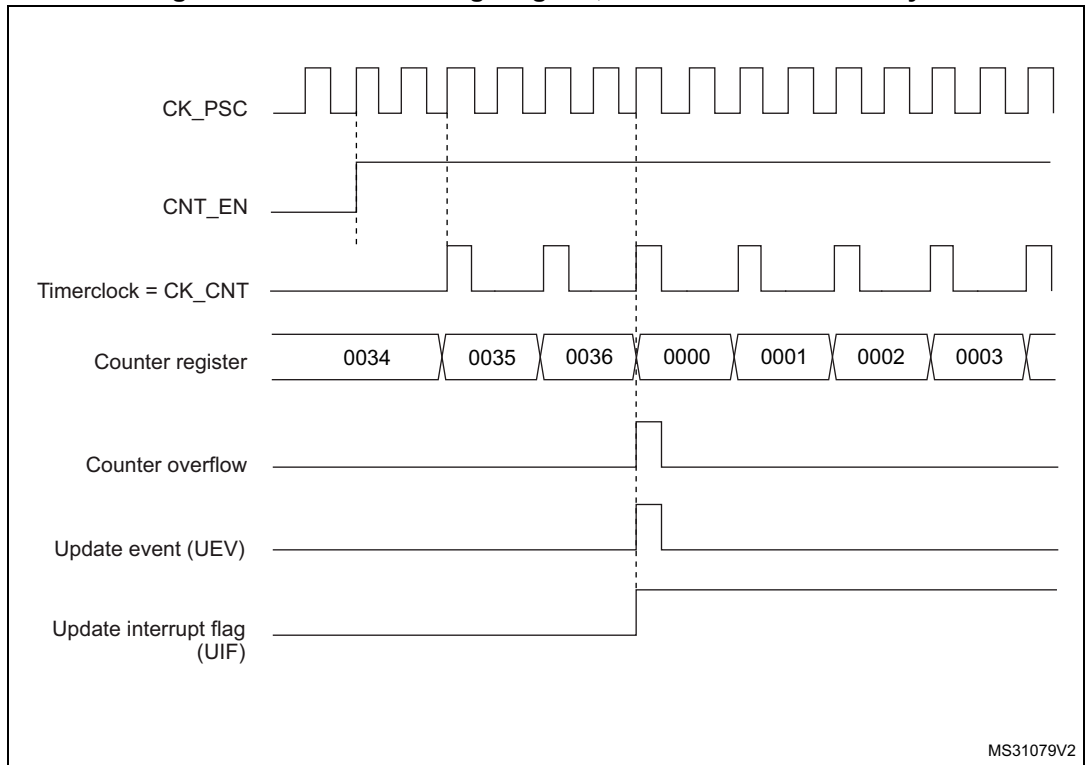 CK_PSC
CNT_EN
Timerclock = CK_CNT
Counter register
0034 0035 0036 0000 0001 0002 0003
Counter overflow
Update event (UEV)
Update interrupt flag
(UIF)
MS31079V2